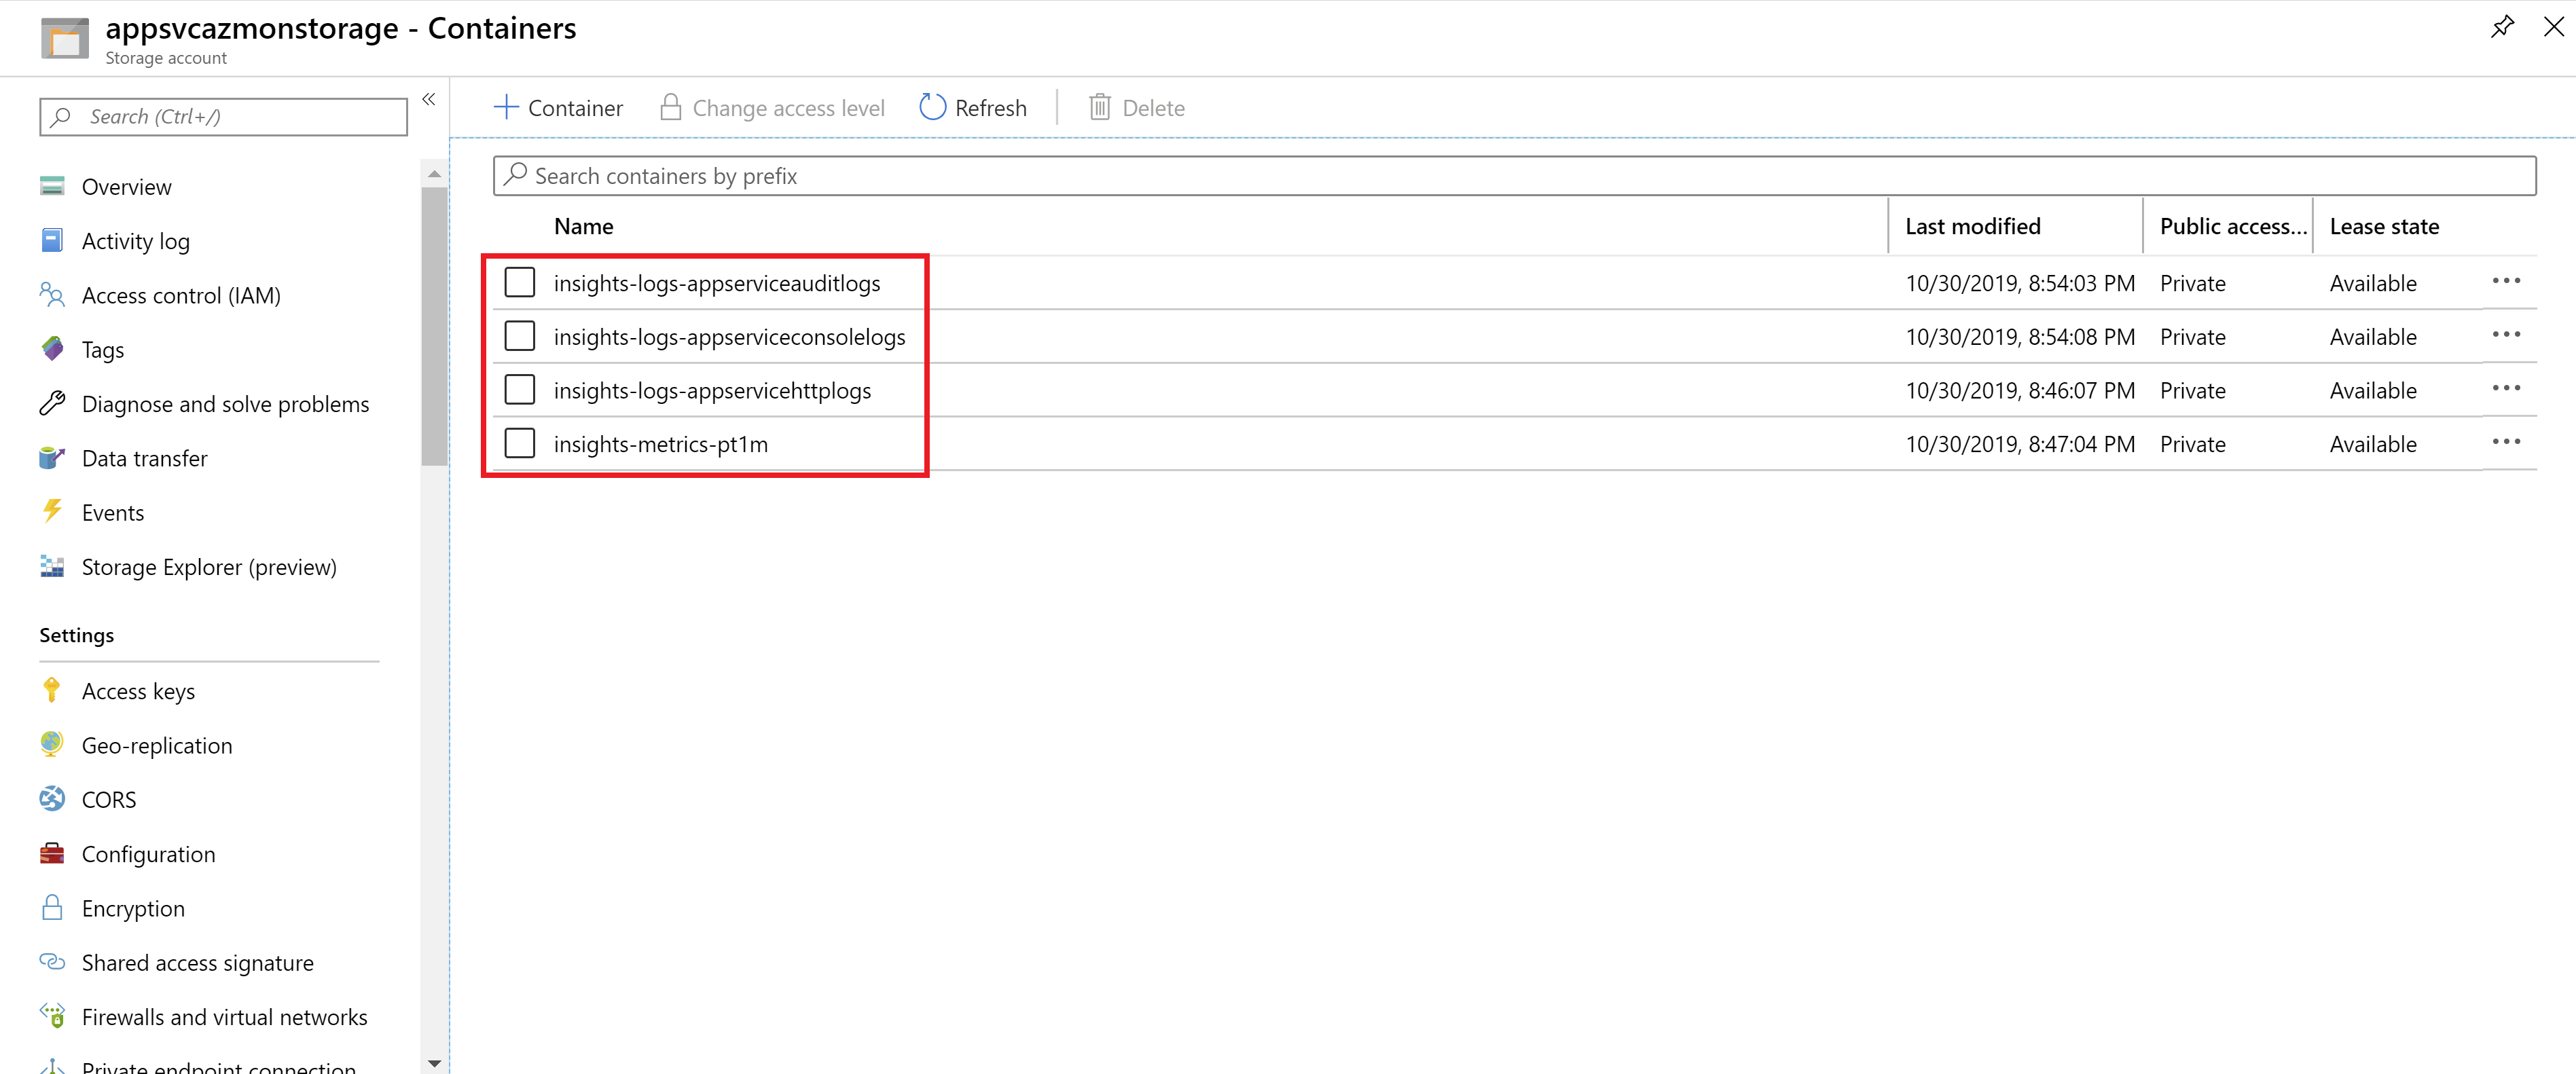 appsvcazmonstorage - Containers
Storage account
Search (Ctrl+/)
Overview
Activity log
Access control (IAM)
Tags
Diagnose and solve problems
Data transfer
Events
Storage Explorer (preview)
Settings
Access keys
Geo-replication
CORS
Configuration
Encryption
Shared access signature
Firewalls and virtual networks
Private endpoint connection
Container Change access level Refresh Delete
Search containers by prefix
Name Last modified Public access... Lease state
insights-logs-appserviceauditlogs 10/30/2019, 8:54:03 PM Private Available
insights-logs-appserviceconsolelogs 10/30/2019, 8:54:08 PM Private Available
insights-logs-appservicehttplogs 10/30/2019, 8:46:07 PM Private Available
insights-metrics-pt1m 10/30/2019, 8:47:04 PM Private Available